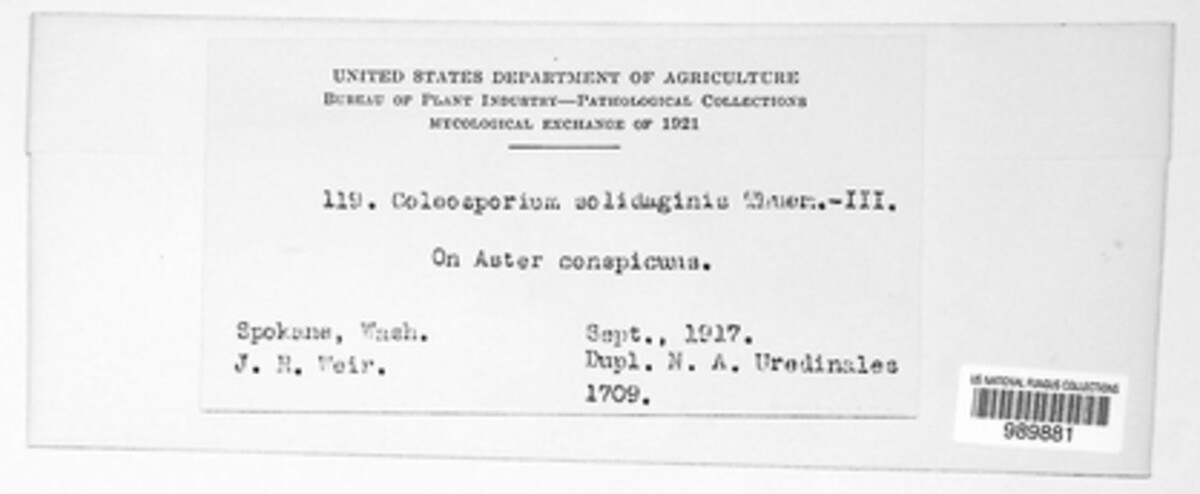 UNITED STATES DEPARTMENT OF AGRICULTURE
BUREAU OF PLANT INDUSTRY—PATHOLOGICAL COLLECTIONS
MYCOLOGICAL EXCHANGE OF 1921
119. Coleosporium solidaginis Thuem.-III.
On Aster conspicuus.
Spokane, Wash.
Sept., 1917.
J. R. Weir.
Dupl. N. A. Uredinales
1709.
US NATIONAL FUNGUS COLLECTIONS
989881